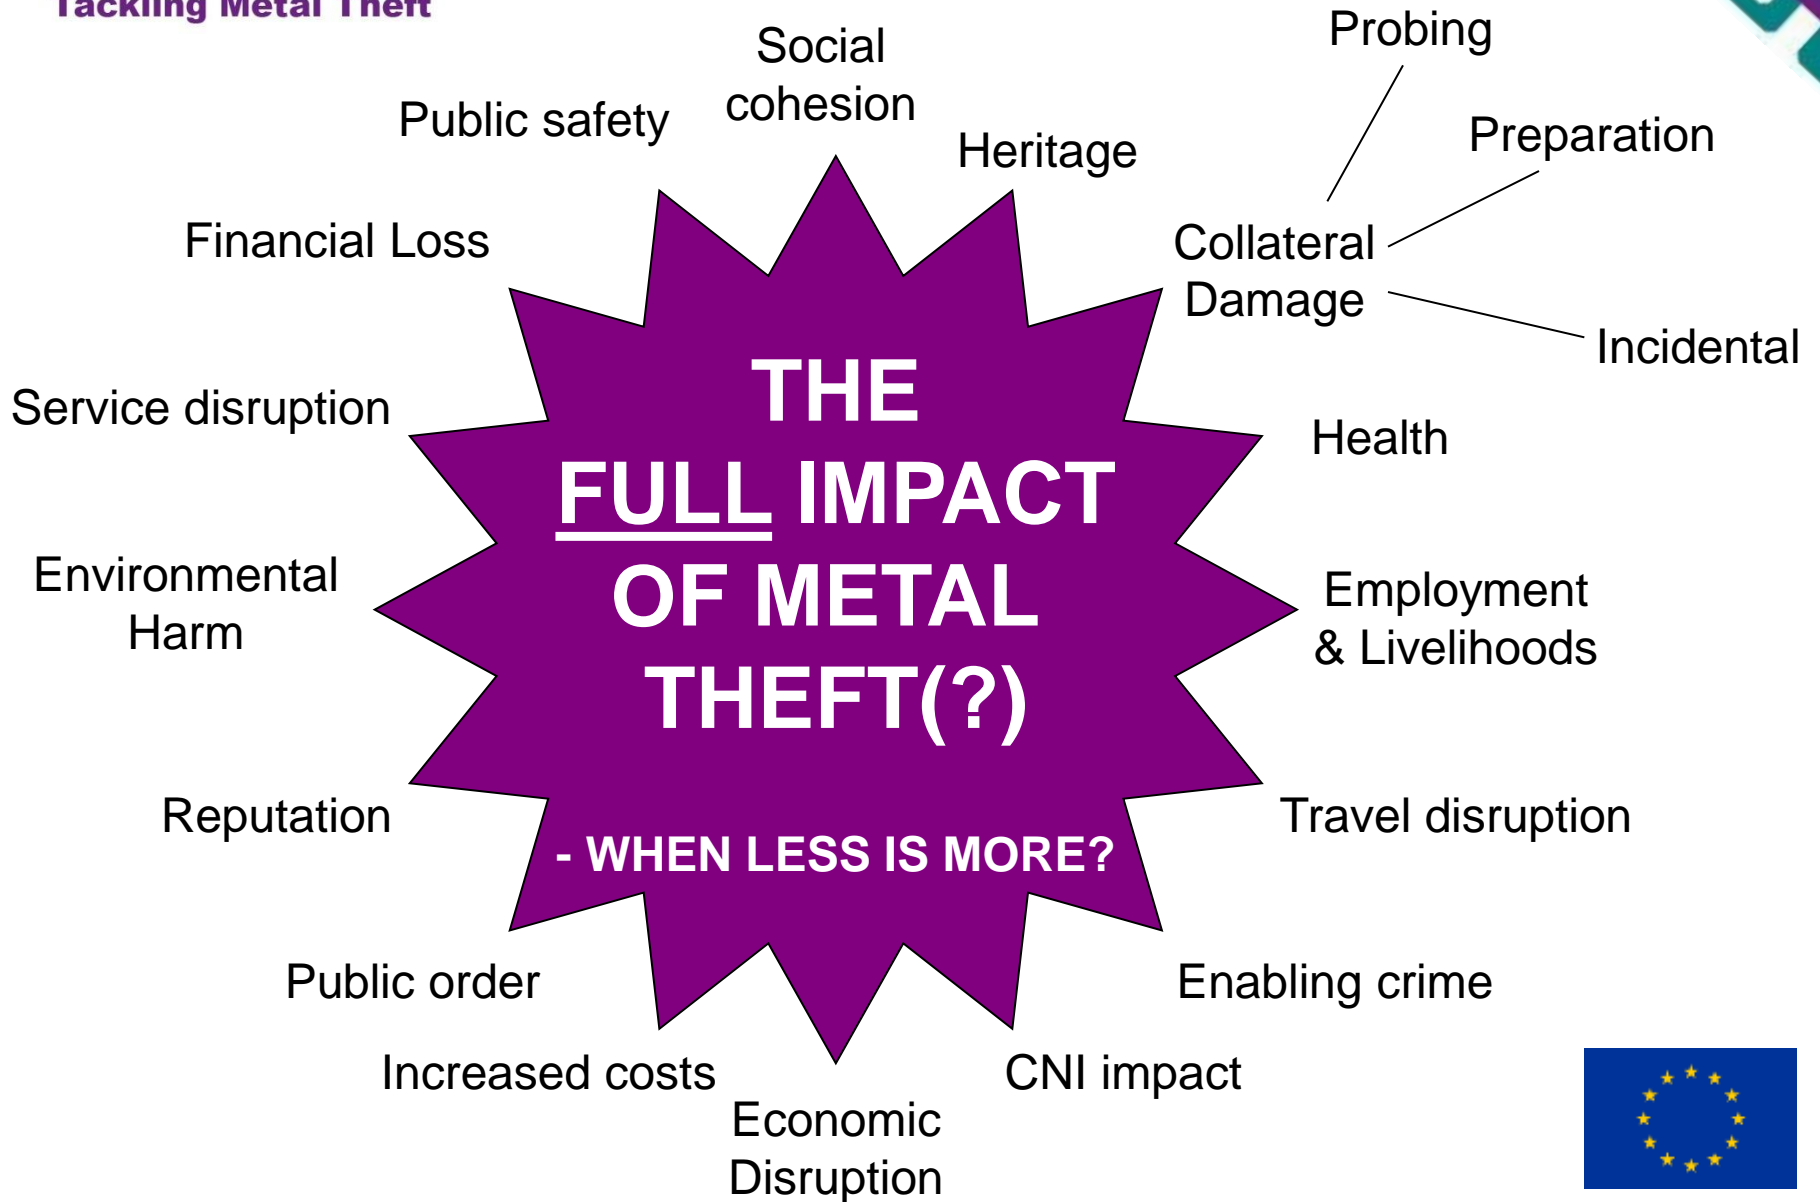 Tackling Metal Theft
Probing
Social
cohesion
Public safety
Preparation
Heritage
Financial Loss
Collateral
Damage
Incidental
Service disruption
Health
THE
FULL IMPACT
OF METAL
THEFT(?)
- WHEN LESS IS MORE?
Environmental
Harm
Employment
& Livelihoods
Reputation
Travel disruption
Public order
Enabling crime
Increased costs
CNI impact
Economic
Disruption